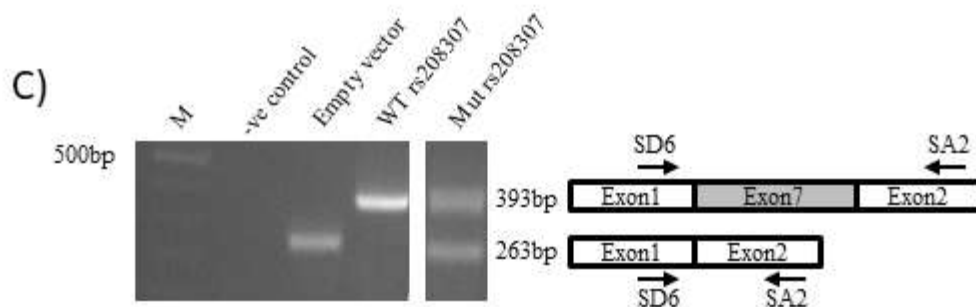 C)
M
-ve control
Empty vector
WT rs208307
Mut rs208307
500bp
SD6 SA2
393bp Exon1 Exon7 Exon2
263bp Exon1 Exon2
SD6 SA2